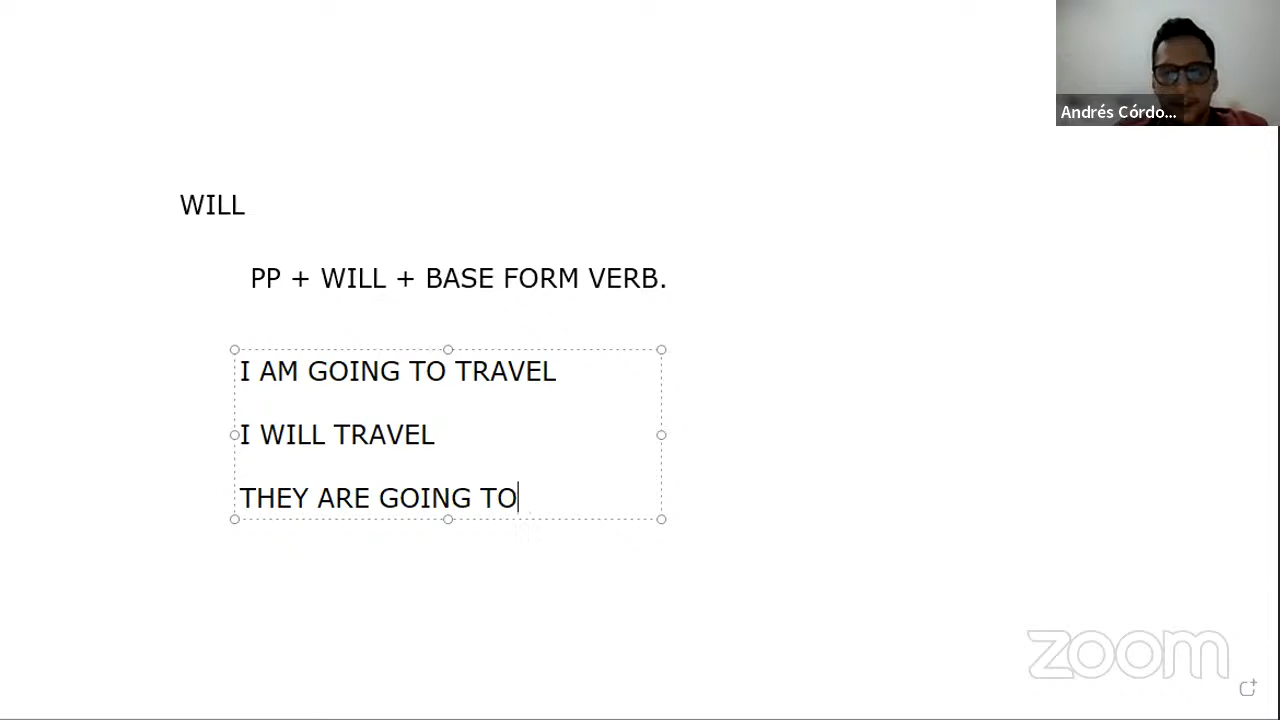 Andrés Córdo...
WILL
PP + WILL + BASE FORM VERB.
I AM GOING TO TRAVEL
I WILL TRAVEL
THEY ARE GOING TO
zoom